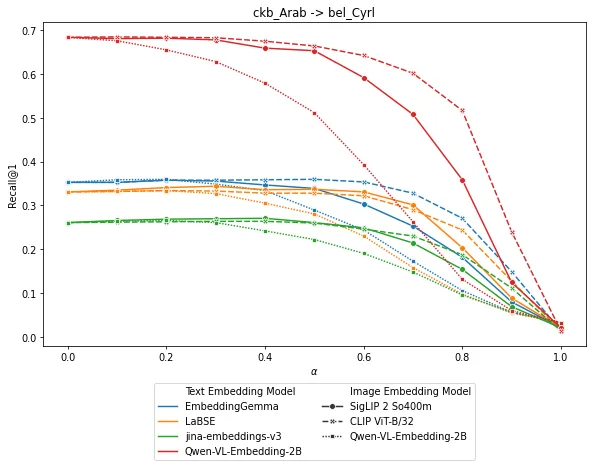 ckb_Arab -> bel_Cyrl
0.7
0.6
0.5
0.4
0.3
0.2
0.1
0.0
Recall@1
0.0 0.2 0.4 0.6 0.8 1.0
α
Text Embedding Model Image Embedding Model
EmbeddingGemma SigLIP 2 So400m
LaBSE CLIP ViT-B/32
jina-embeddings-v3 Qwen-VL-Embedding-2B
Qwen-VL-Embedding-2B